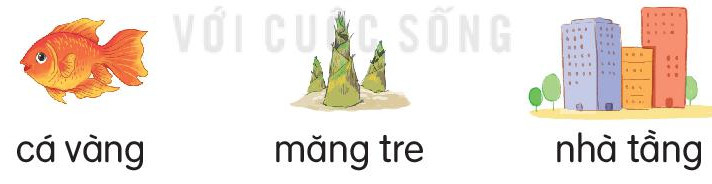 VỚI CUỘC SỐNG
cá vàng
măng tre
nhà tầng